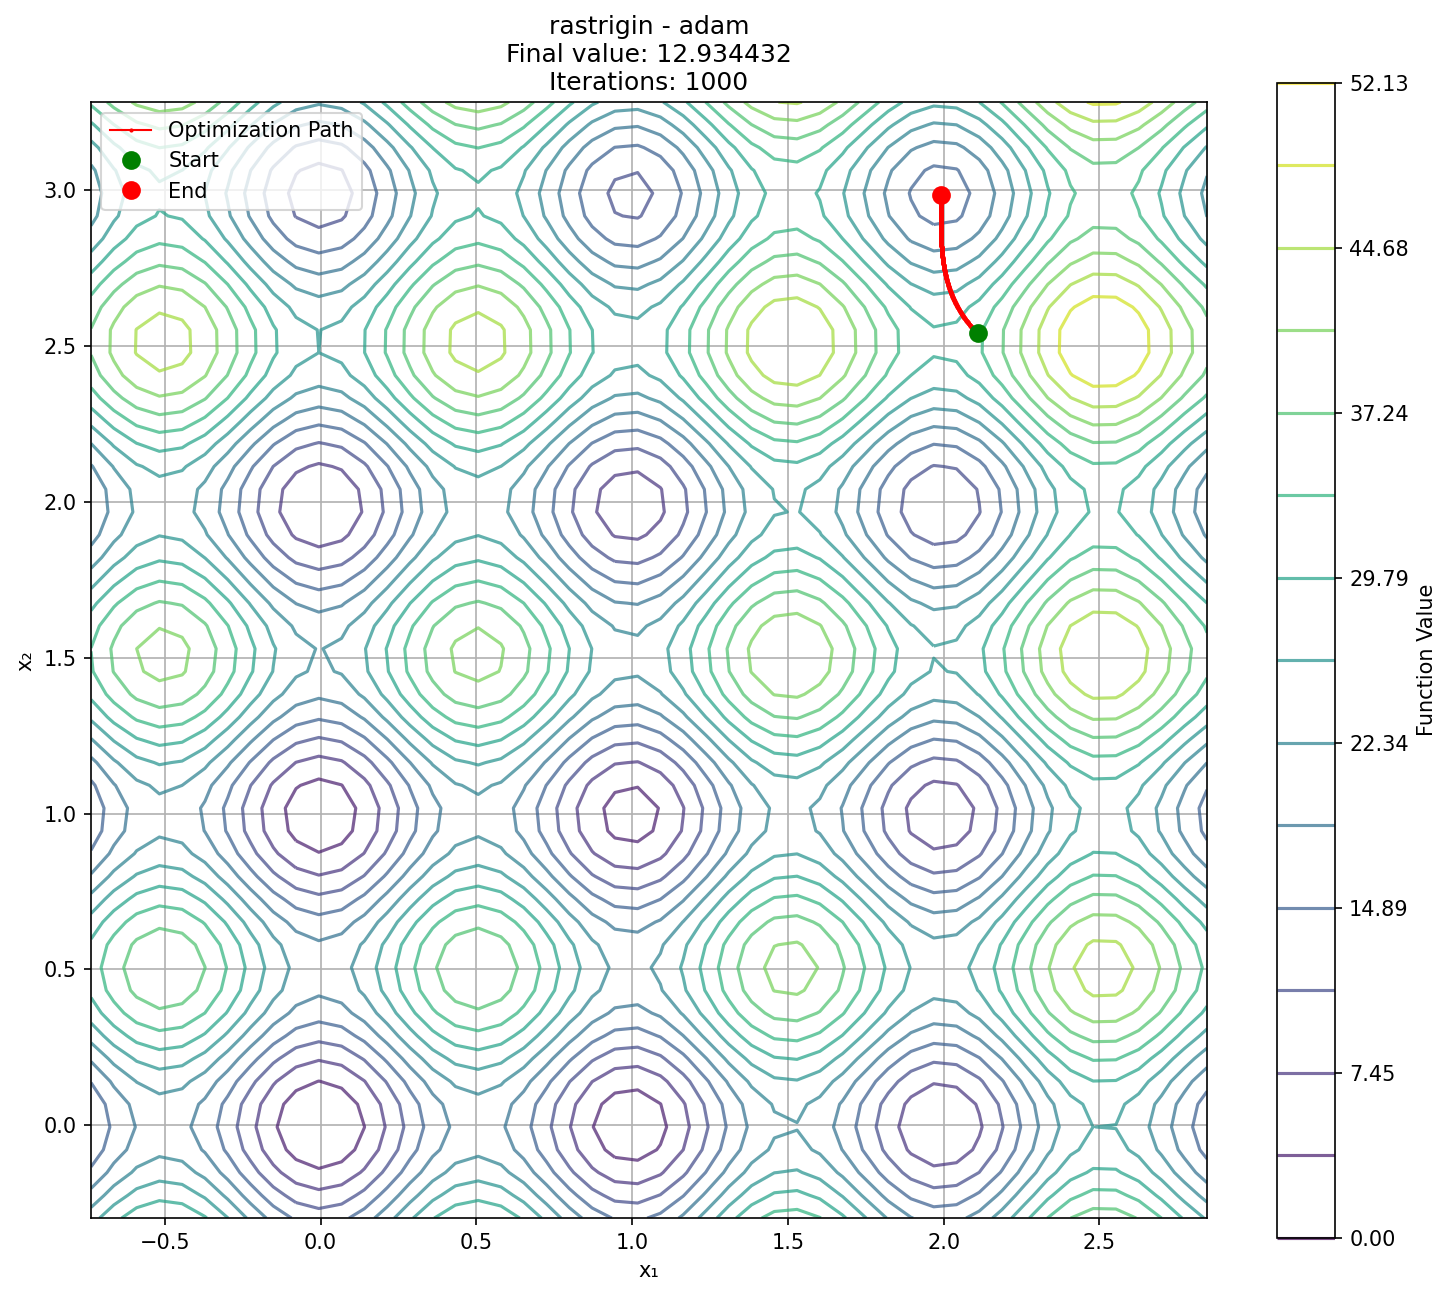 rastrigin - adam
Final value: 12.934432
Iterations: 1000
Optimization Path
Start
End
52.13
44.68
37.24
29.79
22.34
14.89
7.45
0.00
Function Value
3.0
2.5
2.0
1.5
1.0
0.5
0.0
x₂
−0.5
0.0
0.5
1.0
1.5
2.0
2.5
x₁